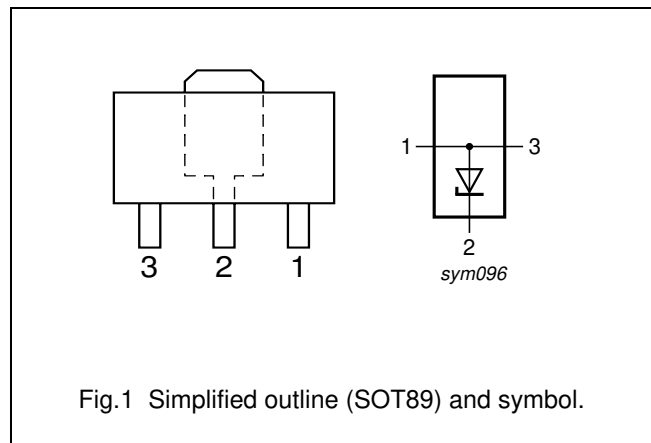 1 3
2
3 2 1
sym096
Fig.1 Simplified outline (SOT89) and symbol.